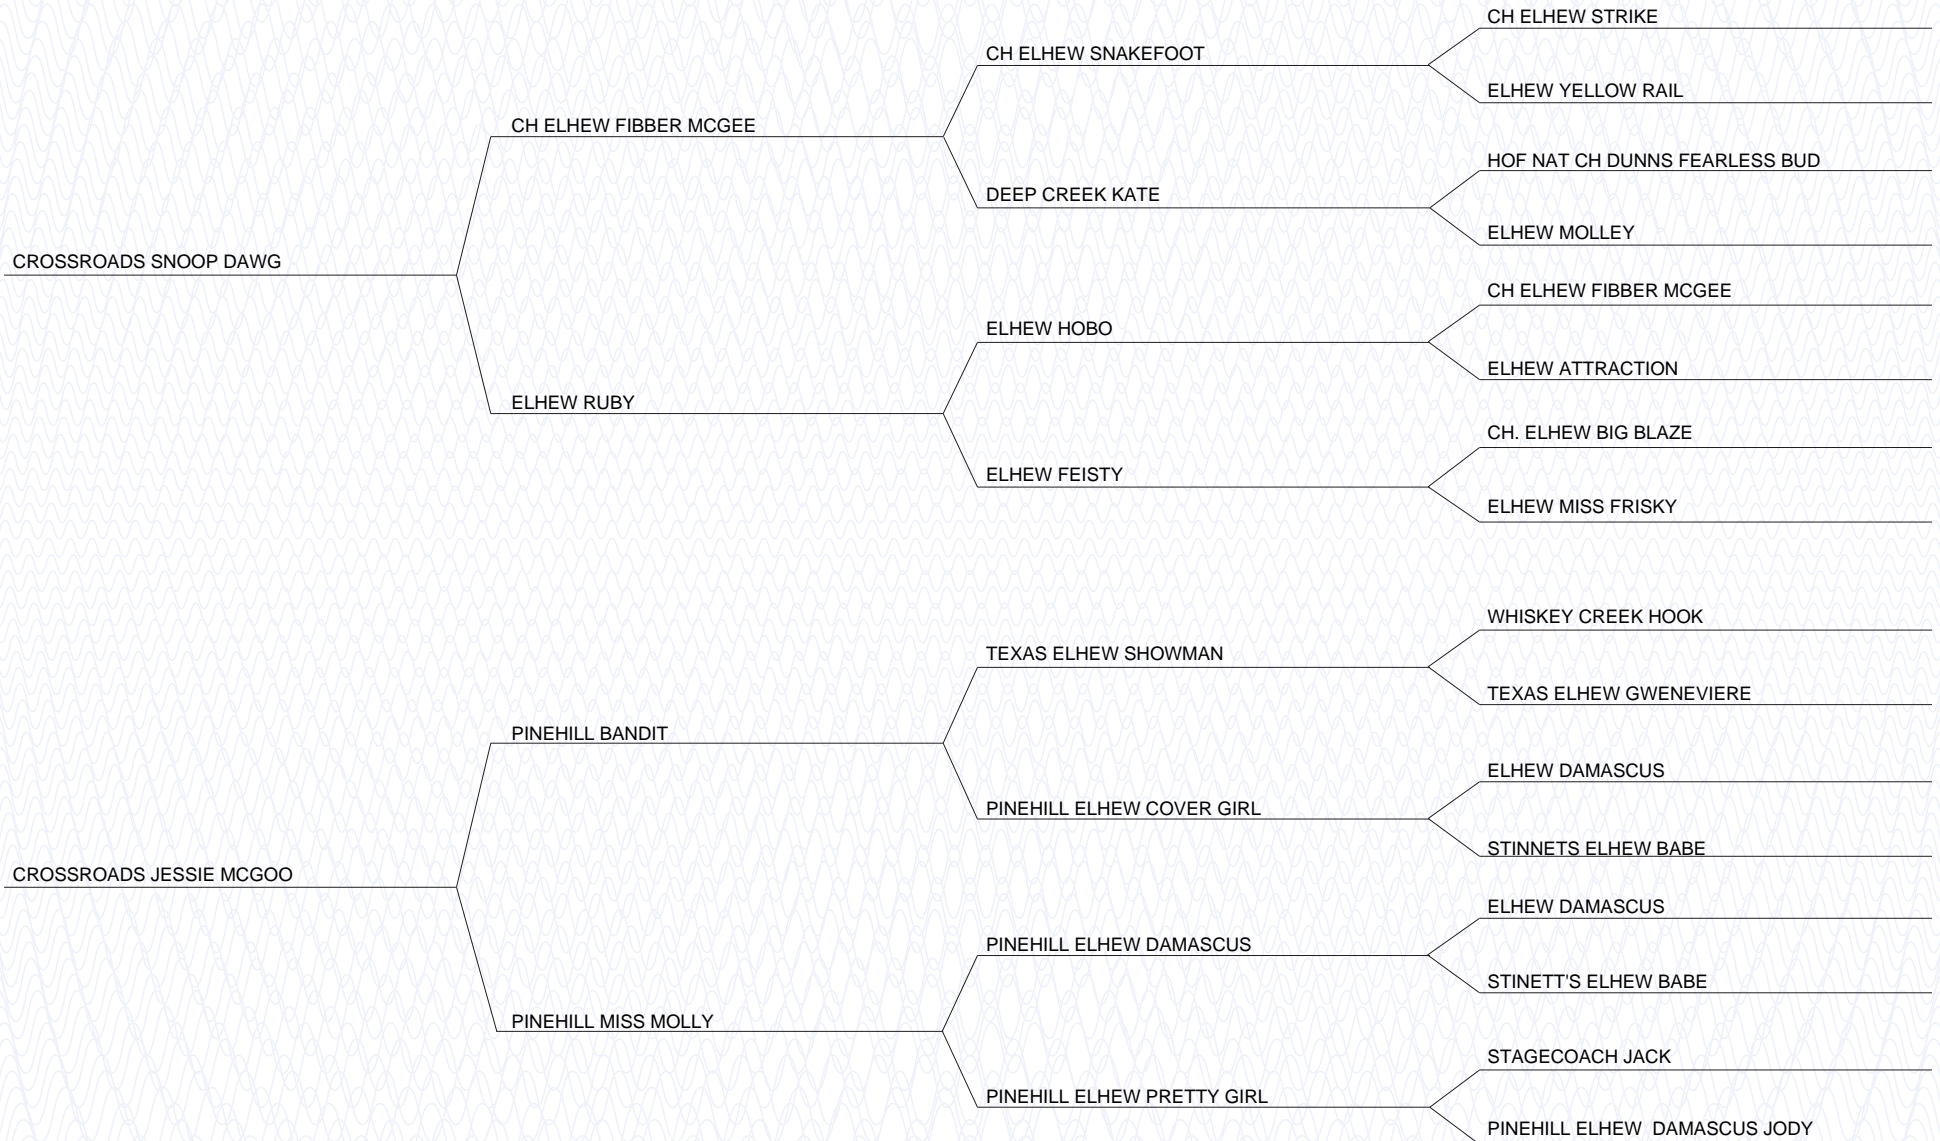 CH ELHEW STRIKE
CH ELHEW SNAKEFOOT
ELHEW YELLOW RAIL
CH ELHEW FIBBER MCGEE
HOF NAT CH DUNNS FEARLESS BUD
DEEP CREEK KATE
ELHEW MOLLEY
CROSSROADS SNOOP DAWG
CH ELHEW FIBBER MCGEE
ELHEW HOBO
ELHEW ATTRACTION
ELHEW RUBY
CH. ELHEW BIG BLAZE
ELHEW FEISTY
ELHEW MISS FRISKY
WHISKEY CREEK HOOK
TEXAS ELHEW SHOWMAN
TEXAS ELHEW GWENEVIERE
PINEHILL BANDIT
ELHEW DAMASCUS
PINEHILL ELHEW COVER GIRL
STINNETS ELHEW BABE
CROSSROADS JESSIE MCGOO
ELHEW DAMASCUS
PINEHILL ELHEW DAMASCUS
STINETT'S ELHEW BABE
PINEHILL MISS MOLLY
STAGECOACH JACK
PINEHILL ELHEW PRETTY GIRL
PINEHILL ELHEW  DAMASCUS JODY